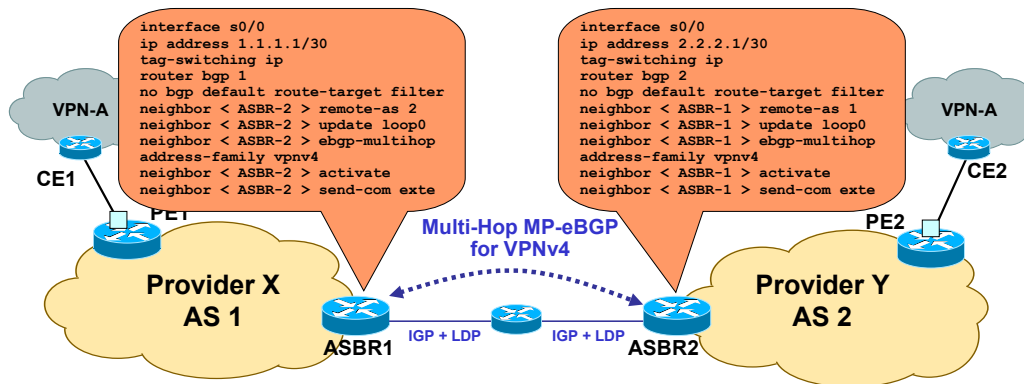 interface s0/0
ip address 1.1.1.1/30
tag-switching ip
router bgp 1
no bgp default route-target filter
neighbor < ASBR-2 > remote-as 2
neighbor < ASBR-2 > update loop0
neighbor < ASBR-2 > ebgp-multihop
address-family vpnv4
neighbor < ASBR-2 > activate
neighbor < ASBR-2 > send-com exte
interface s0/0
ip address 2.2.2.1/30
tag-switching ip
router bgp 2
no bgp default route-target filter
neighbor < ASBR-1 > remote-as 1
neighbor < ASBR-1 > update loop0
neighbor < ASBR-1 > ebgp-multihop
address-family vpnv4
neighbor < ASBR-1 > activate
neighbor < ASBR-1 > send-com exte
VPN-A
CE1
PE1
VPN-A
CE2
PE2
Multi-Hop MP-eBGP
for VPNv4
Provider X
AS 1
Provider Y
AS 2
ASBR1
IGP + LDP
IGP + LDP
ASBR2